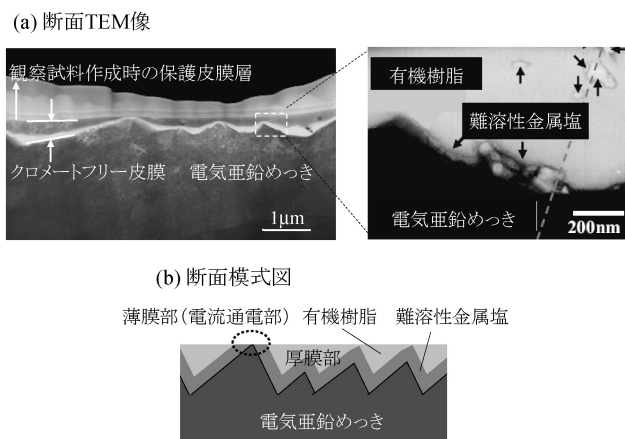 (a) 断面TEM像
観察試料作成時の保護皮膜層
クロメートフリー皮膜
電気亜鉛めっき
1μm
有機樹脂
難溶性金属塩
電気亜鉛めっき
200nm
(b) 断面模式図
薄膜部(電流通電部) 有機樹脂 難溶性金属塩
厚膜部
電気亜鉛めっき